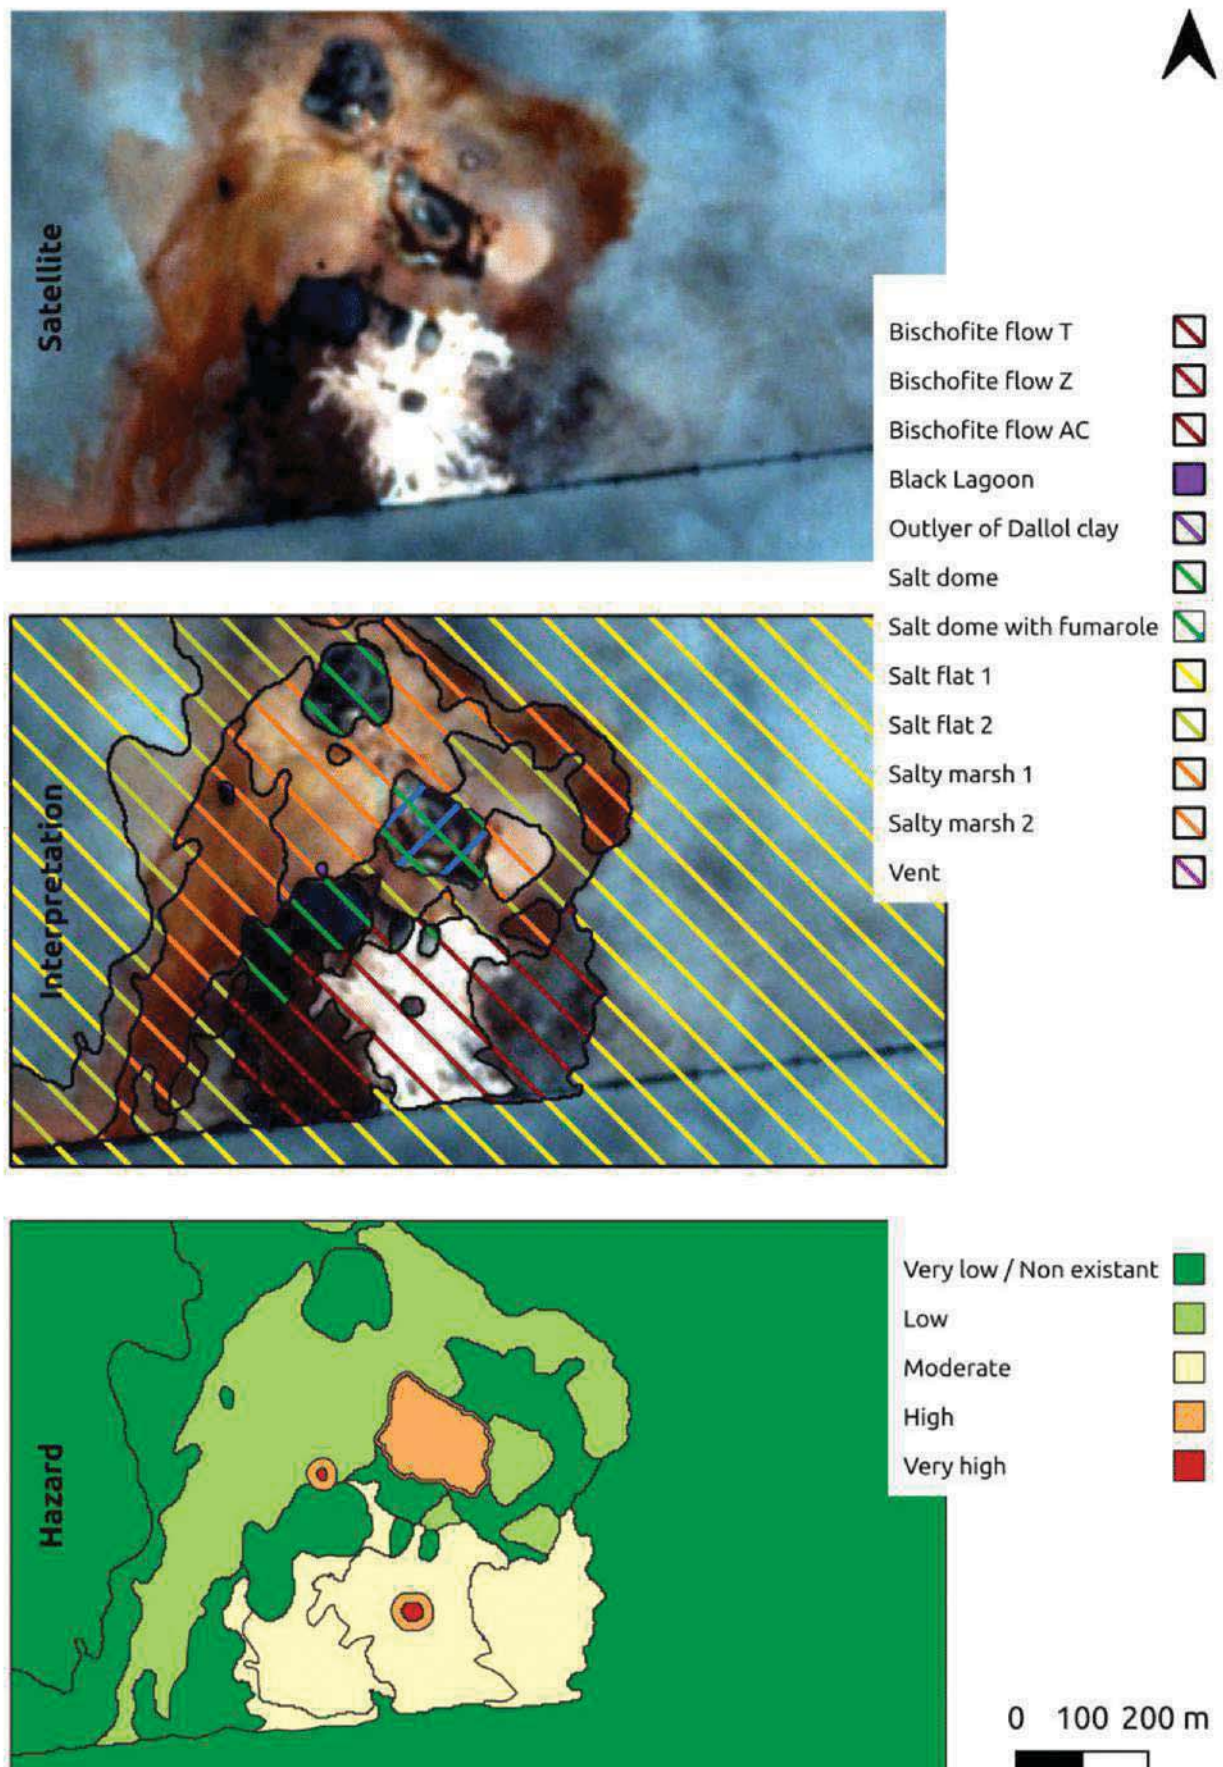 Satellite
Bischofite flow T
Bischofite flow Z
Bischofite flow AC
Black Lagoon
Outlyer of Dallol clay
Salt dome
Salt dome with fumarole
Salt flat 1
Salt flat 2
Salty marsh 1
Salty marsh 2
Vent
Interpretation
Very low / Non existant
Low
Moderate
High
Very high
Hazard
0 100 200 m